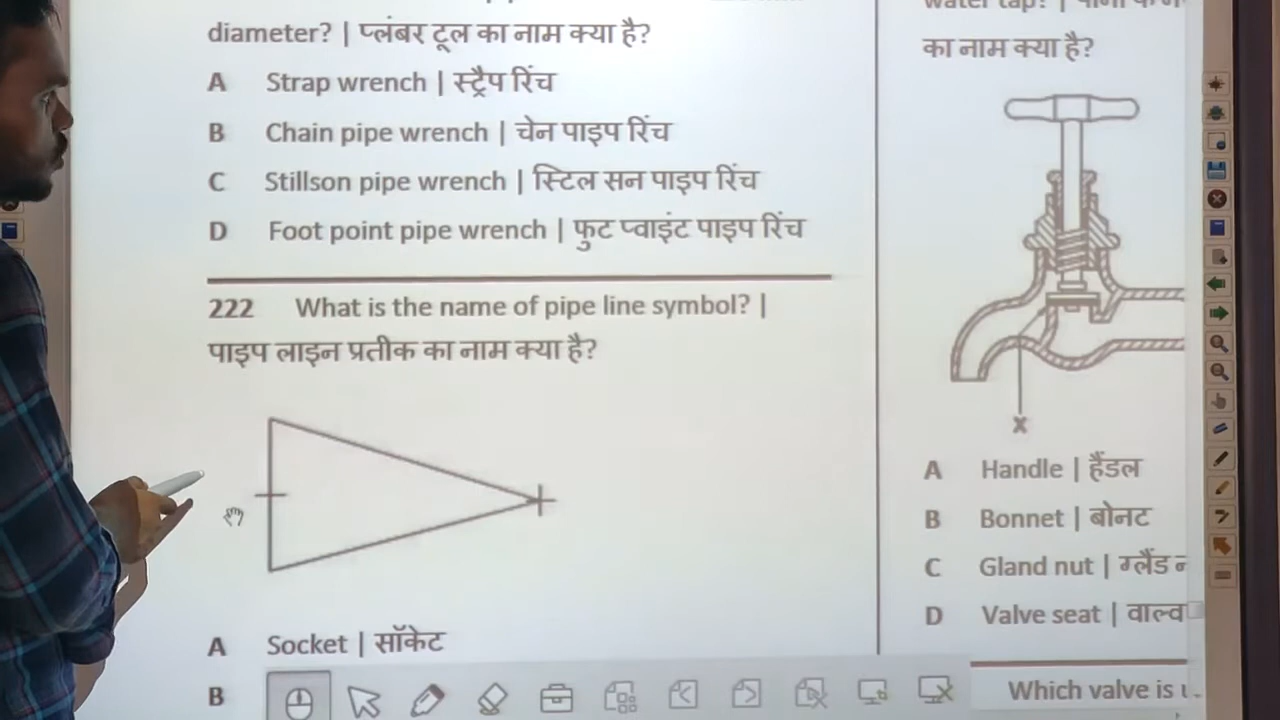 diameter? | प्लंबर टूल का नाम क्या है?
A Strap wrench | स्ट्रैप रिंच
B Chain pipe wrench | चेन पाइप रिंच
C Stillson pipe wrench | स्टिल सन पाइप रिंच
D Foot point pipe wrench | फुट प्वाइंट पाइप रिंच
222 What is the name of pipe line symbol? |
पाइप लाइन प्रतीक का नाम क्या है?
A Socket | सॉकेट
B
water tap? |
का नाम क्या है?
X
A Handle | हैंडल
B Bonnet | बोनट
C Gland nut | ग्लैंड
D Valve seat | वाल्व
Which valve is